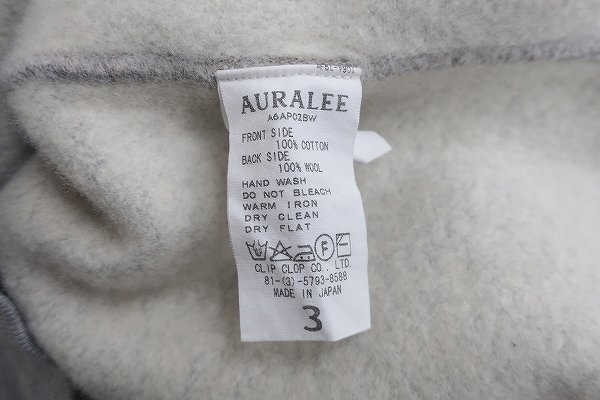 AURALEE
A6AP02BW
FRONT SIDE
100% COTTON
BACK SIDE
100% WOOL
HAND WASH
DO NOT BLEACH
WARM IRON
DRY CLEAN
DRY FLAT
F
CLIP CLOP CO., LTD.
81-(3)-5793-8588
MADE IN JAPAN
3